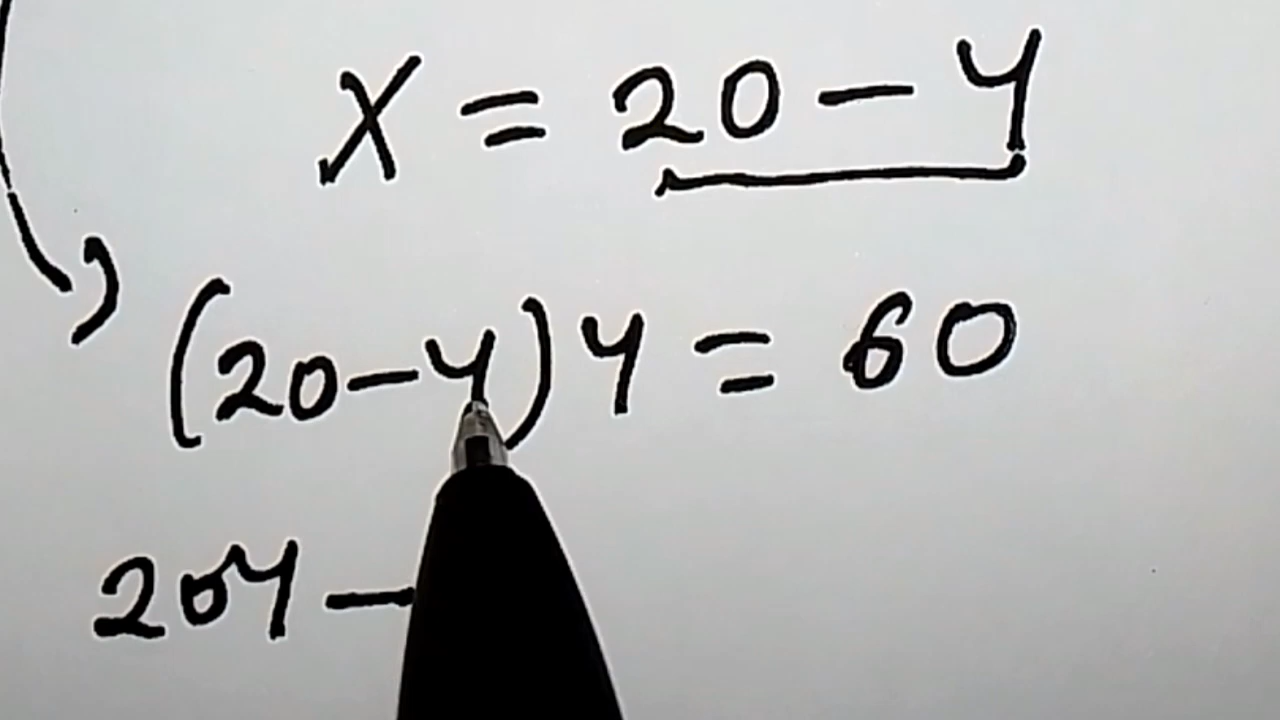 x = 20 - y
(20-y)y = 60
20y -